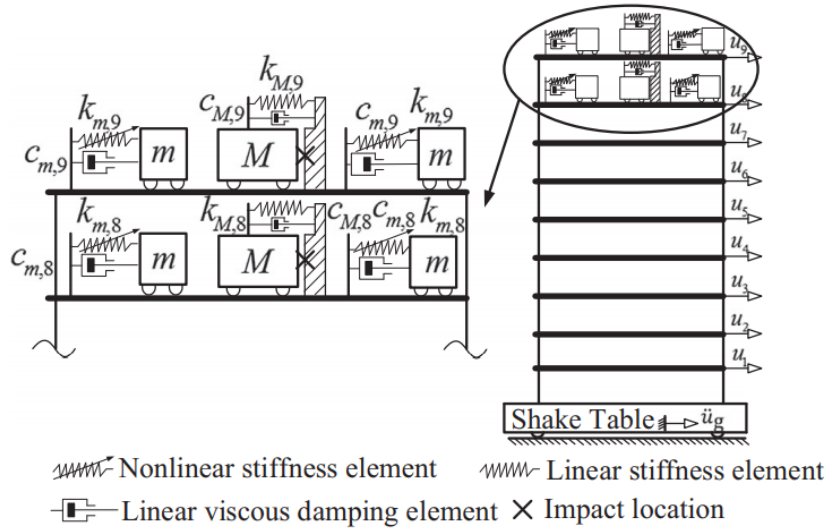 k_{M,9}
k_{m,9} c_{M,9} c_{m,9} k_{m,9}
c_{m,9} m M m
k_{m,8} k_{M,8} c_{M,8} c_{m,8} k_{m,8}
c_{m,8} m M m
u_9
u_8
u_7
u_6
u_5
u_4
u_3
u_2
u_1
Shake Table ü_g
Nonlinear stiffness element Linear stiffness element
Linear viscous damping element Impact location